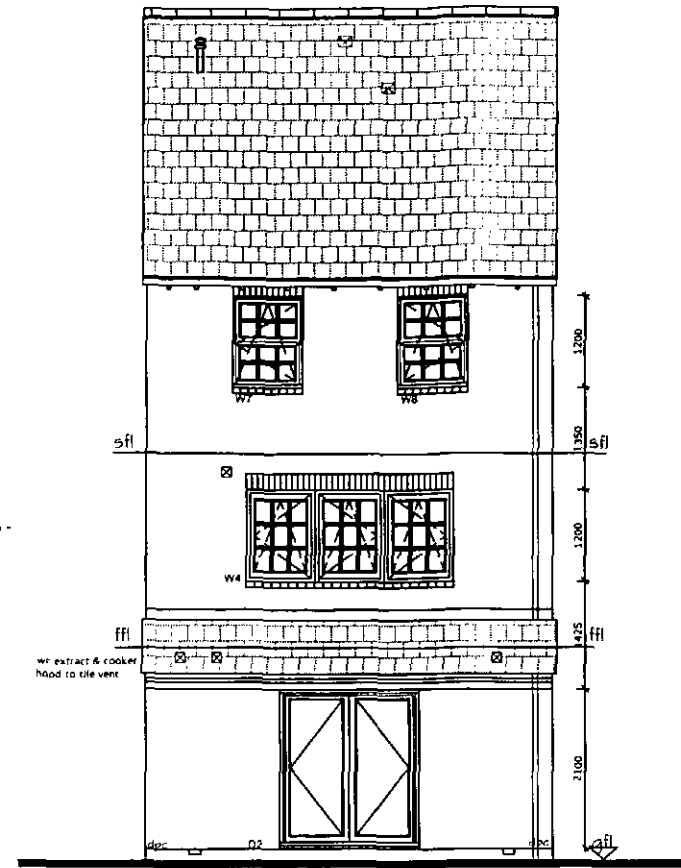 1200
W7
W8
sfl
1350
sfl
1200
W4
ffl
1425
ffl
wc extract & cooker
hood to tile vent
2100
dpc
D2
dpc
gfl